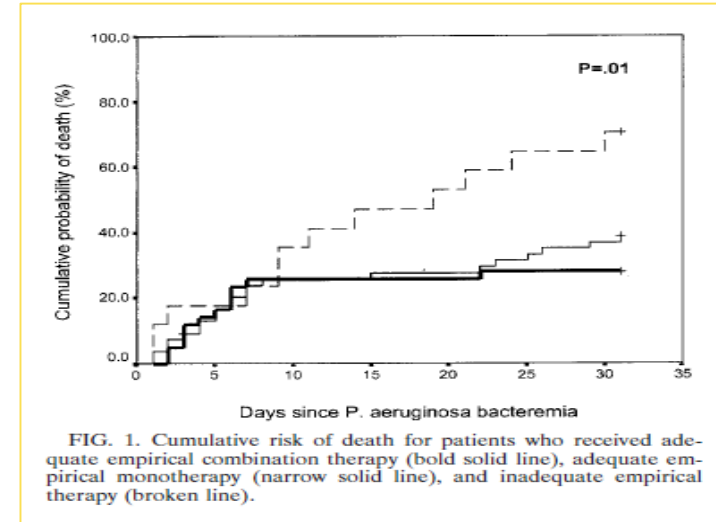 100.0
P=.01
80.0
60.0
40.0
20.0
0.0
Cumulative probability of death (%)
0 5 10 15 20 25 30 35
Days since P. aeruginosa bacteremia
FIG. 1. Cumulative risk of death for patients who received ade-
quate empirical combination therapy (bold solid line), adequate em-
pirical monotherapy (narrow solid line), and inadequate empirical
therapy (broken line).